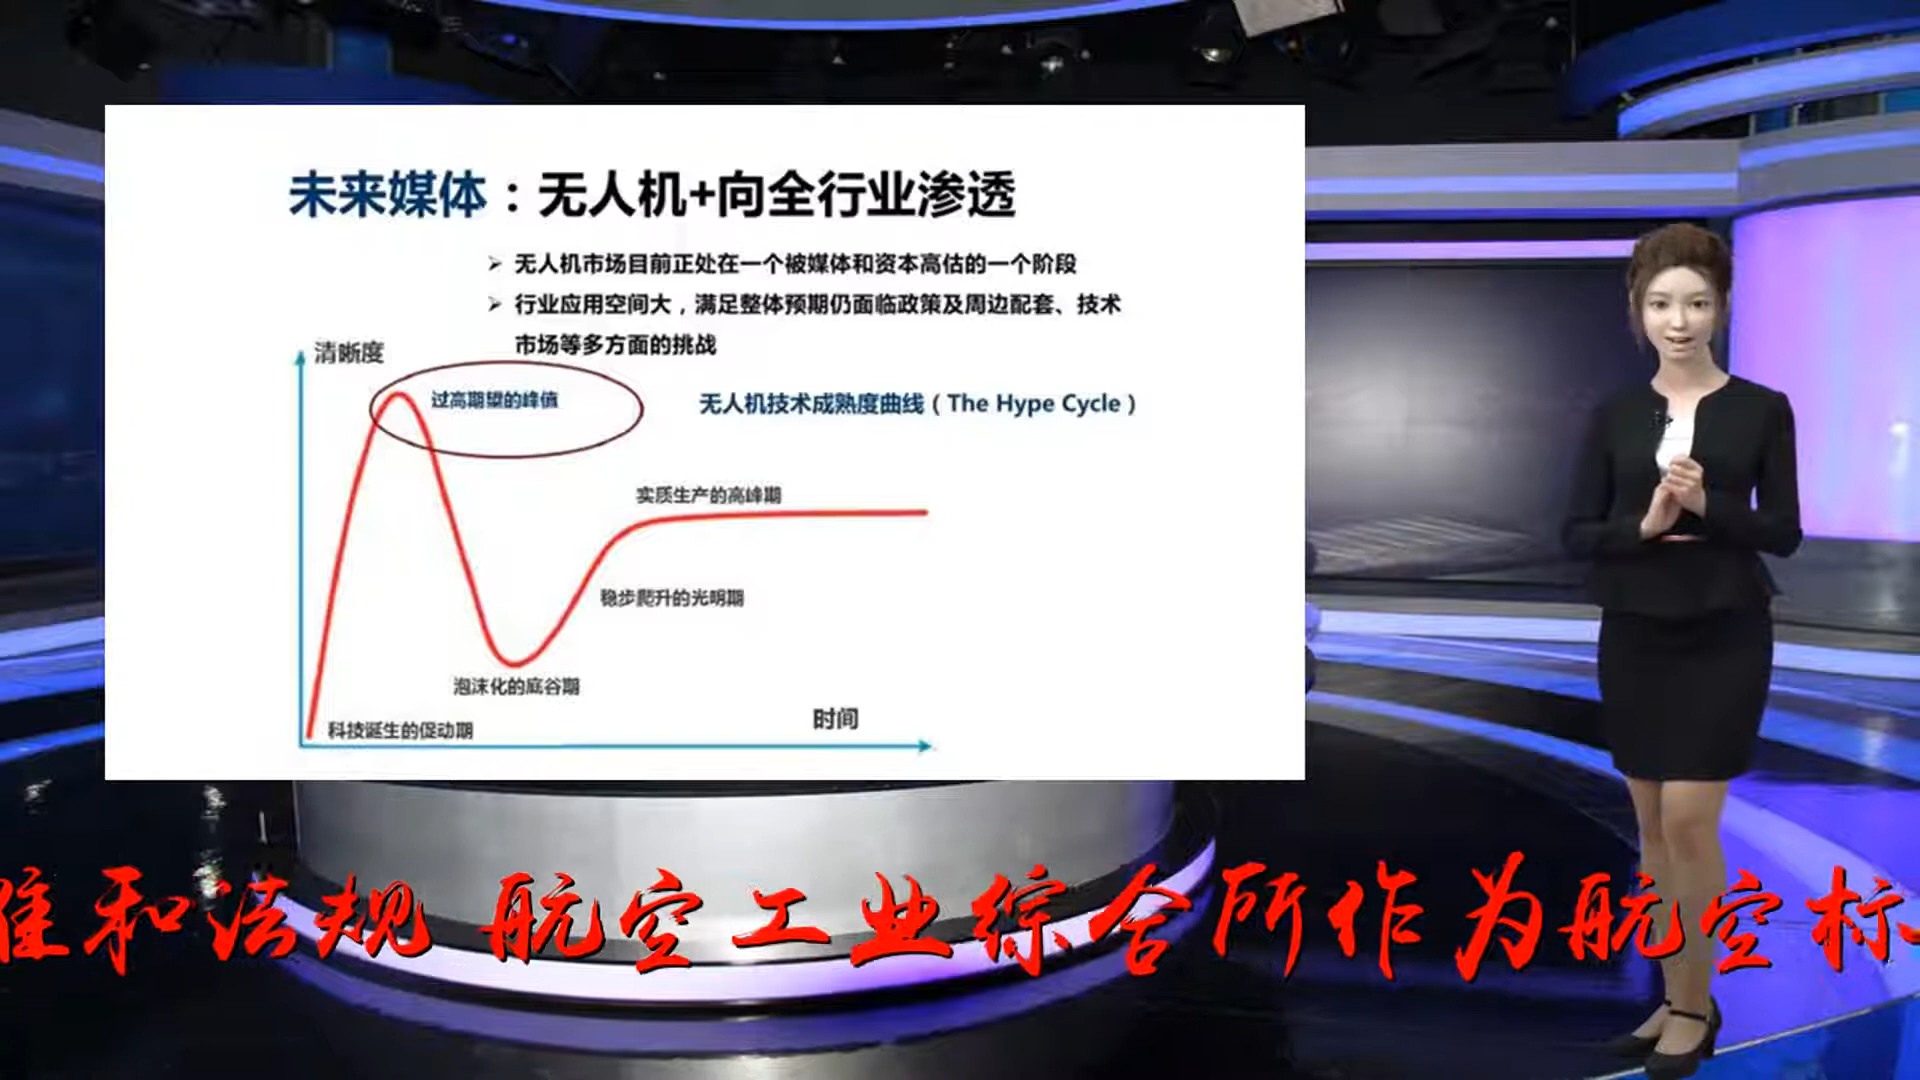 未来媒体：无人机+向全行业渗透
➢ 无人机市场目前正处在一个被媒体和资本高估的一个阶段
➢ 行业应用空间大，满足整体预期仍面临政策及周边配套、技术
市场等多方面的挑战
清晰度
过高期望的峰值
无人机技术成熟度曲线（The Hype Cycle）
实质生产的高峰期
稳步爬升的光明期
泡沫化的底谷期
科技诞生的促动期
时间
准和法规 航空工业综合所作为航空标